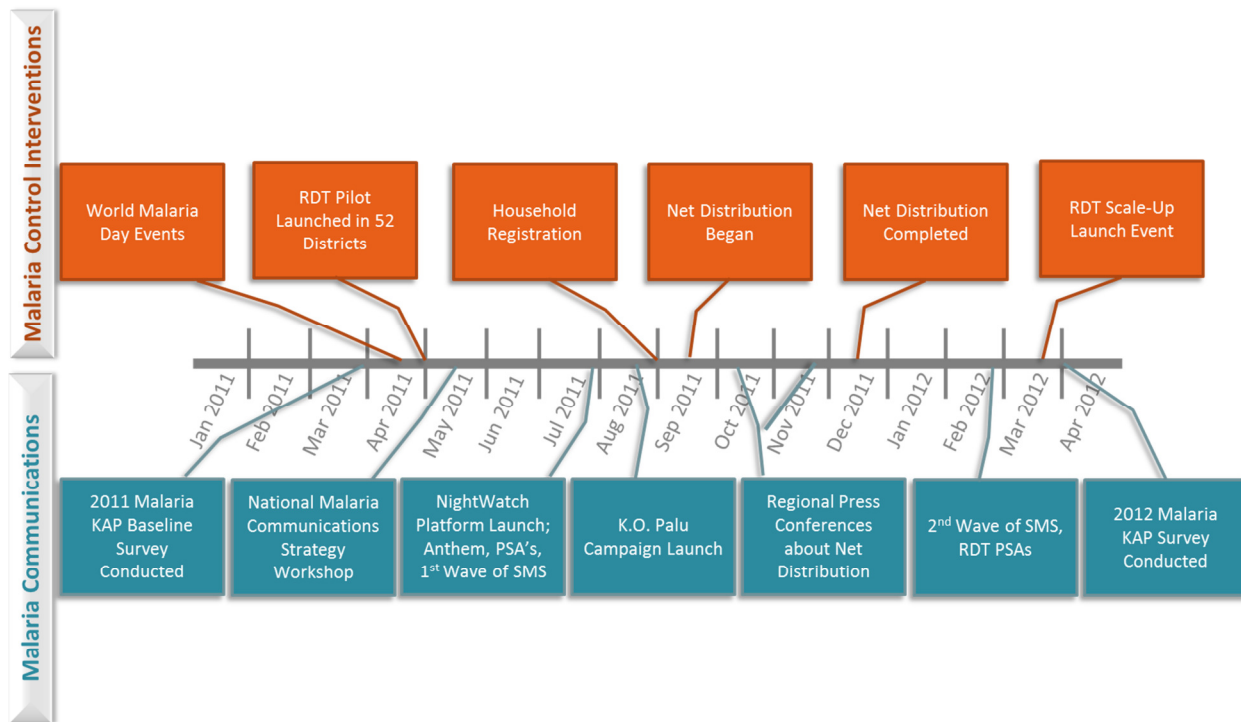 Malaria Control Interventions
World Malaria
Day Events
RDT Pilot
Launched in 52
Districts
Household
Registration
Net Distribution
Began
Net Distribution
Completed
RDT Scale-Up
Launch Event
Jan 2011
Feb 2011
Mar 2011
Apr 2011
May 2011
Jun 2011
Jul 2011
Aug 2011
Sep 2011
Oct 2011
Nov 2011
Dec 2011
Jan 2012
Feb 2012
Mar 2012
Apr 2012
Malaria Communications
2011 Malaria
KAP Baseline
Survey
Conducted
National Malaria
Communications
Strategy
Workshop
NightWatch
Platform Launch;
Anthem, PSA's,
1st Wave of SMS
K.O. Palu
Campaign Launch
Regional Press
Conferences
about Net
Distribution
2nd Wave of SMS,
RDT PSAs
2012 Malaria
KAP Survey
Conducted